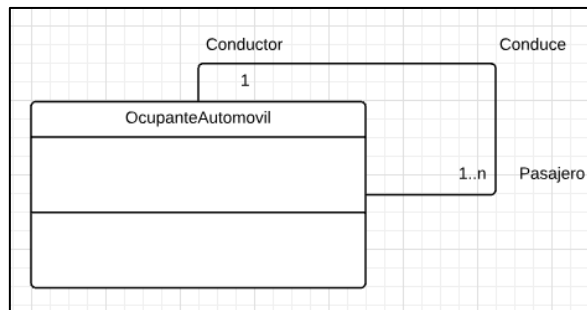 Conductor
Conduce
1
OcupanteAutomovil
1..n
Pasajero